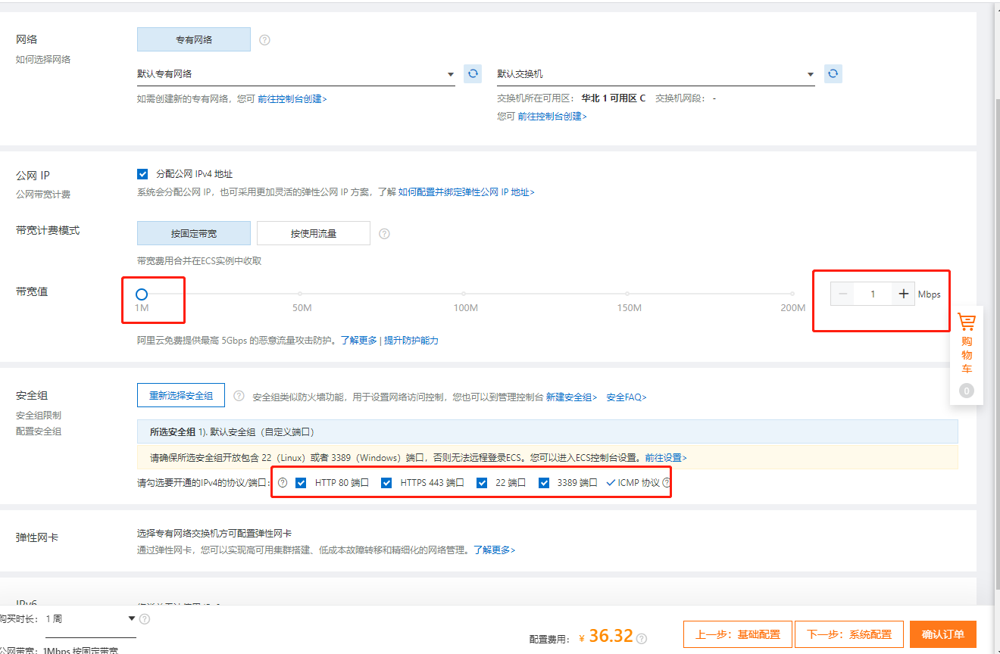 网络
专有网络
如何选择网络
默认专有网络
默认交换机
如需创建新的专有网络，您可 前往控制台创建>
交换机所在可用区： 华北 1 可用区 C 交换机网段： -
您可 前往控制台创建>
公网 IP
分配公网 IPv4 地址
公网带宽计费
系统会分配公网 IP，也可采用更加灵活的弹性公网 IP 方案，了解 如何配置并绑定弹性公网 IP 地址>
带宽计费模式
按固定带宽
按使用流量
带宽费用合并在ECS实例中收取
带宽值
1M
50M
100M
150M
200M
1
Mbps
阿里云免费提供最高 5Gbps 的恶意流量攻击防护。了解更多 | 提升防护能力
购物车
0
安全组
重新选择安全组
安全组类似防火墙功能，用于设置网络访问控制，您也可以到管理控制台 新建安全组> 安全FAQ>
安全组限制
配置安全组
所选安全组 1). 默认安全组（自定义端口）
请确保所选安全组开放包含 22（Linux）或者 3389（Windows）端口，否则无法远程登录ECS。您可以进入ECS控制台设置。前往设置>
请勾选要开通的IPv4的协议/端口： HTTP 80 端口 HTTPS 443 端口 22 端口 3389 端口 ICMP 协议
弹性网卡
选择专有网络交换机方可配置弹性网卡
通过弹性网卡，您可以实现高可用集群搭建、低成本故障转移和精细化的网络管理。了解更多>
IPv6
购买时长： 1 周
配置费用： ¥ 36.32
上一步：基础配置
下一步：系统配置
确认订单
公网带宽： 1Mbps 按固定带宽